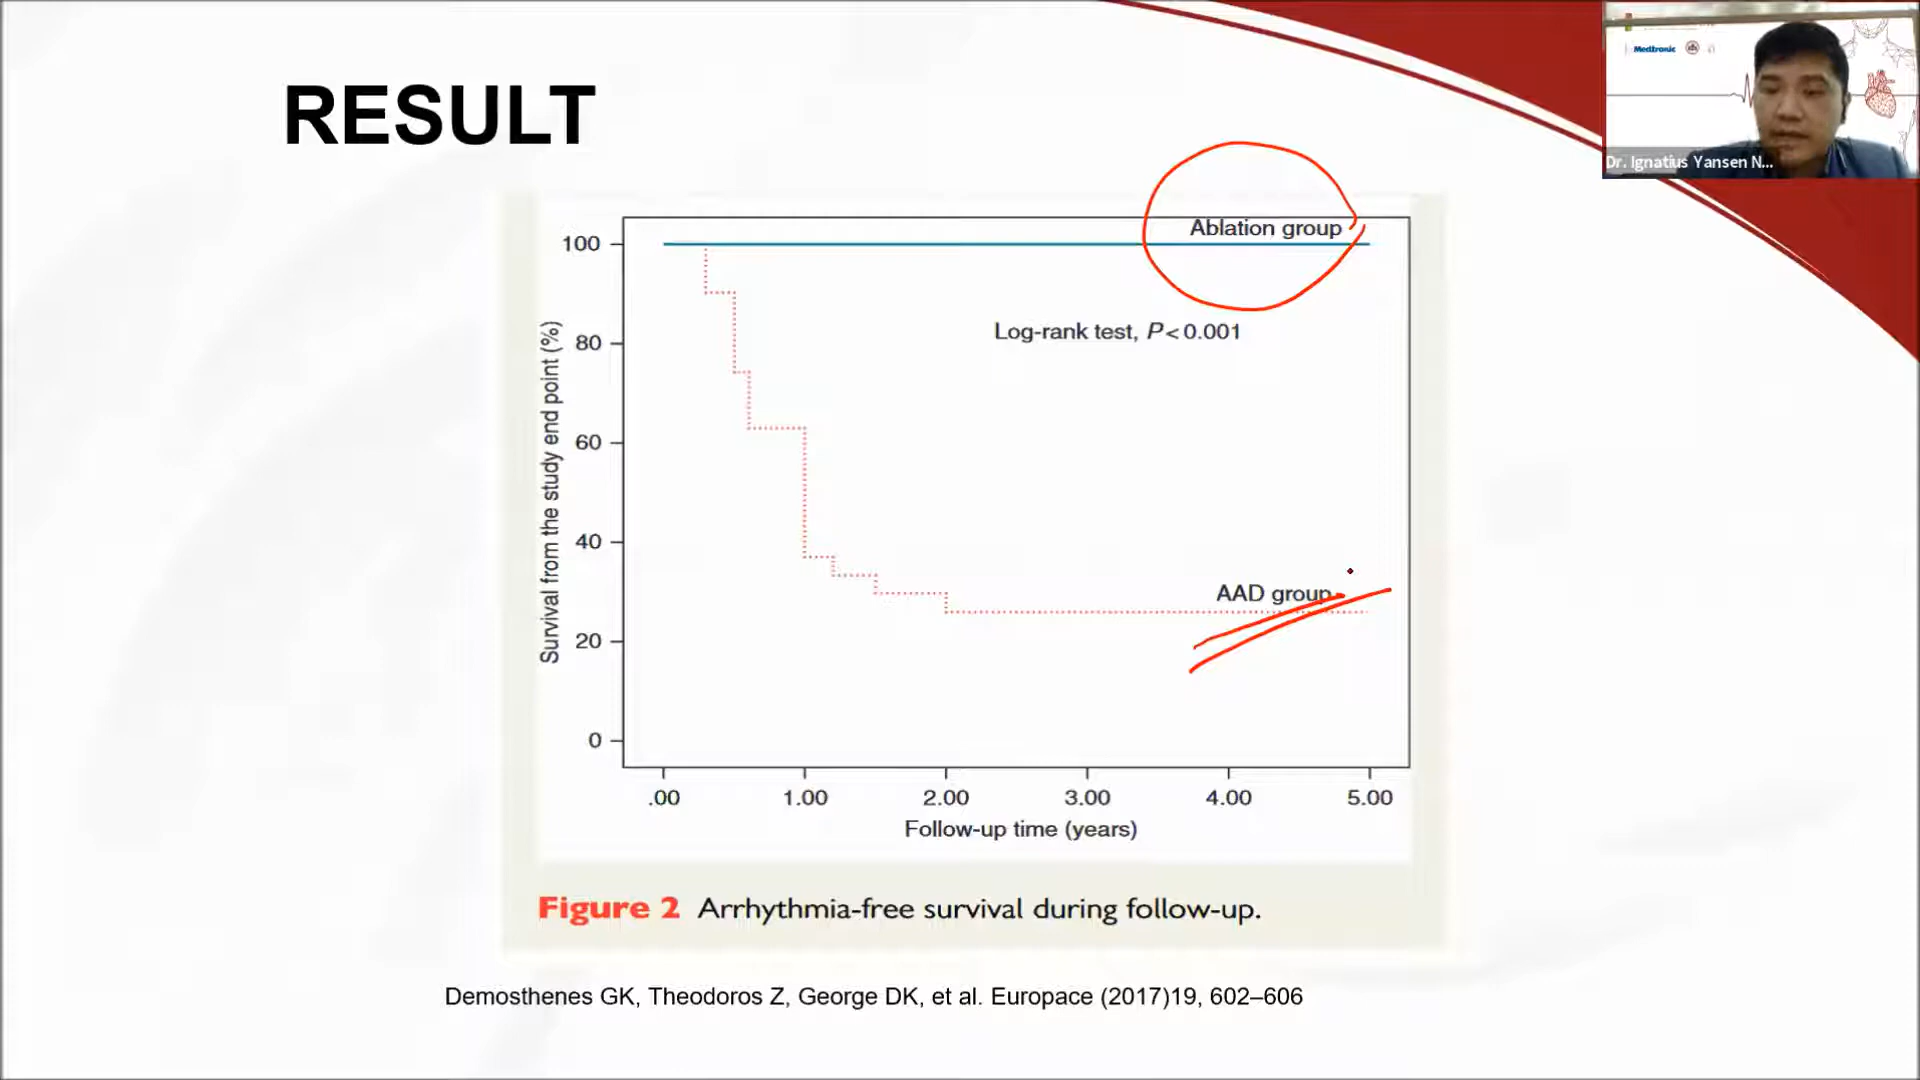 RESULT
Medtronic
Dr. Ignatius Yansen N...
Ablation group
100
Log-rank test, P< 0.001
80
60
40
AAD group
20
0
Survival from the study end point (%)
.00 1.00 2.00 3.00 4.00 5.00
Follow-up time (years)
Figure 2 Arrhythmia-free survival during follow-up.
Demosthenes GK, Theodoros Z, George DK, et al. Europace (2017)19, 602–606